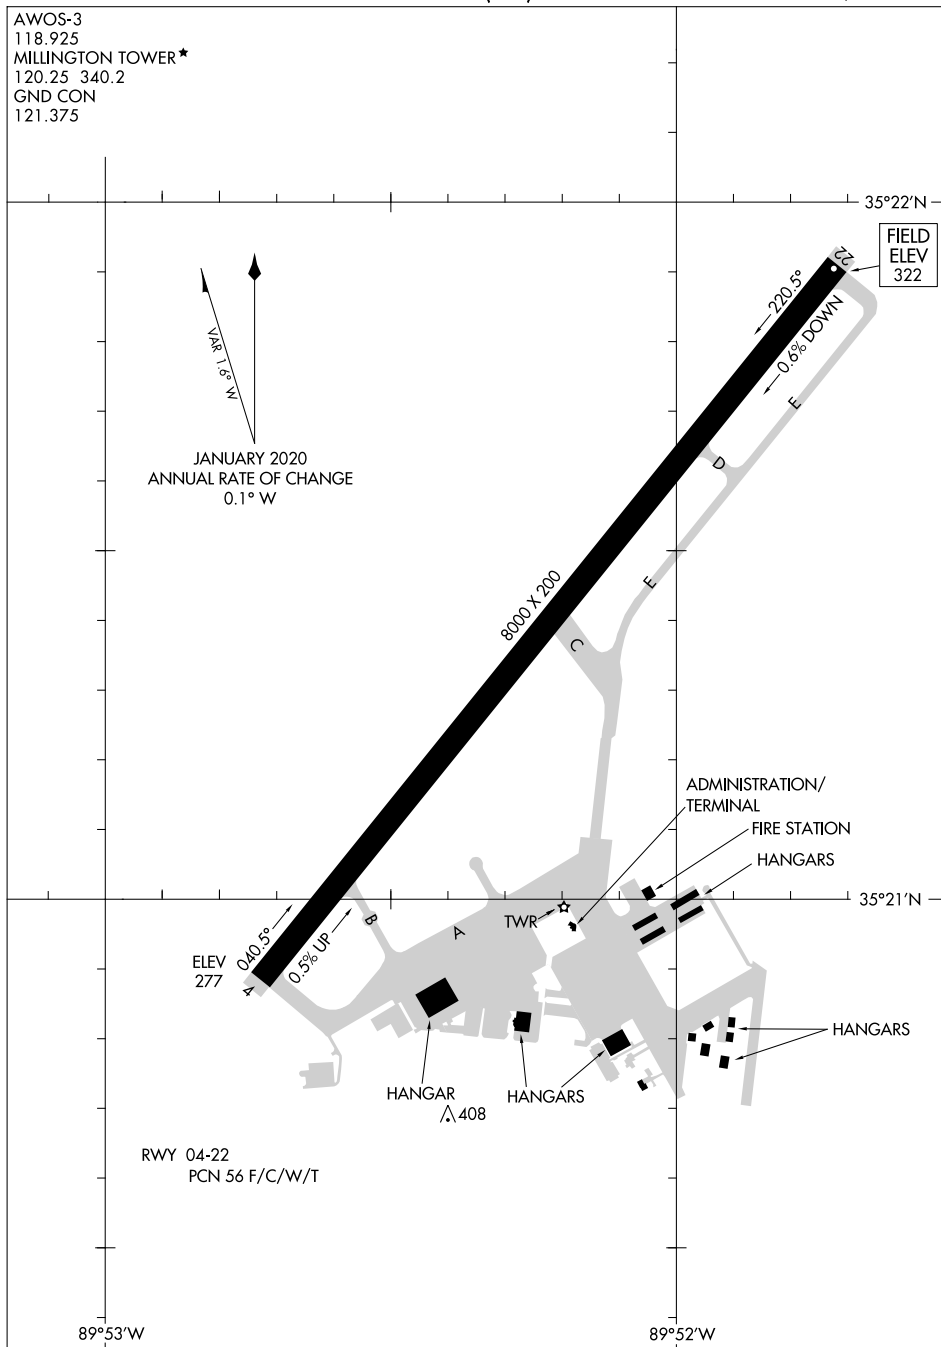 AWOS-3
118.925
MILLINGTON TOWER★
120.25 340.2
GND CON
121.375
35°22'N
FIELD
ELEV
322
22
220.5°
0.6% DOWN
VAR 1.6° W
JANUARY 2020
ANNUAL RATE OF CHANGE
0.1° W
E
D
E
8000 X 200
C
ADMINISTRATION/
TERMINAL
FIRE STATION
HANGARS
35°21'N
TWR
B
A
040.5°
0.5% UP
ELEV
277
4
HANGARS
HANGAR
HANGARS
408
RWY 04-22
PCN 56 F/C/W/T
89°53'W
89°52'W